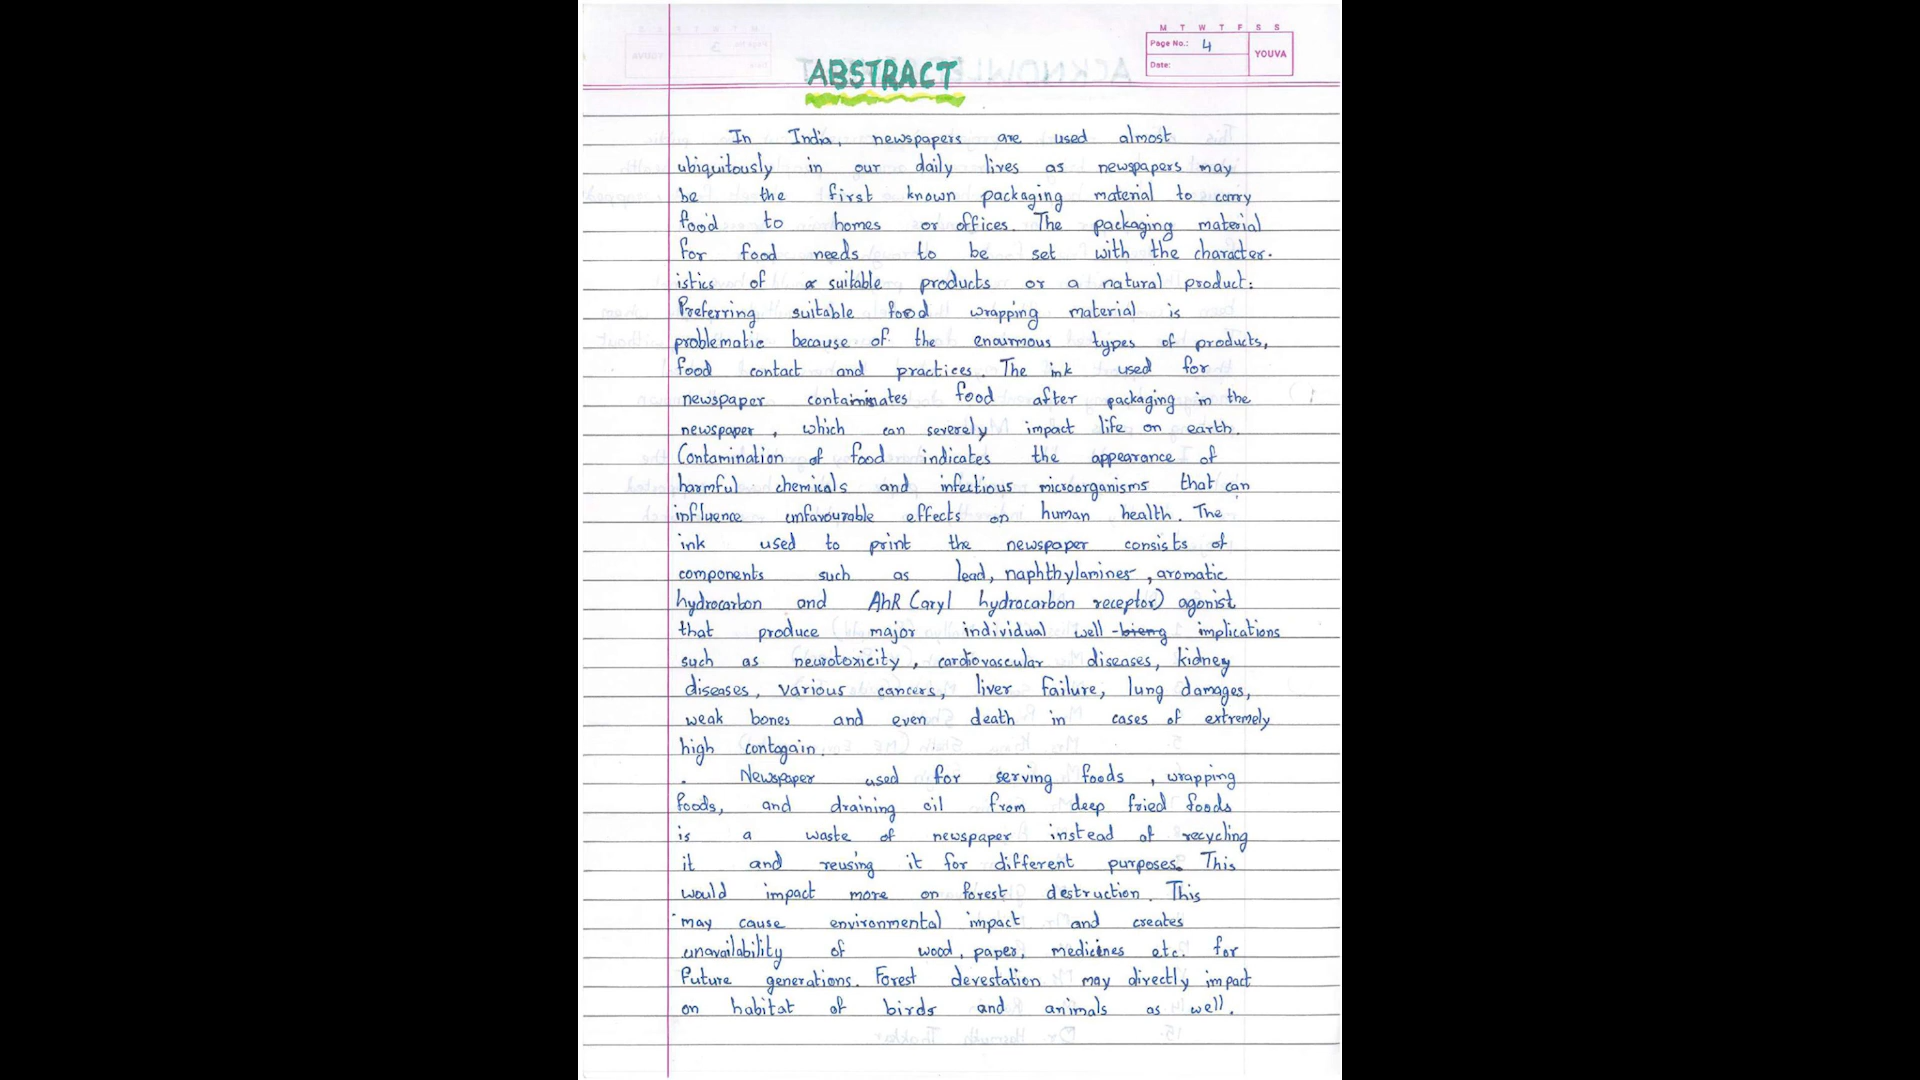 M T W T F S S
Page No.: 4
YOUVA
Date:
ABSTRACT
In India, newspapers are used almost
ubiquitously in our daily lives as newspapers may
be the first known packaging material to carry
food to homes or offices. The packaging material
for food needs to be set with the character-
istics of suitable products or a natural product.
Preferring suitable food wrapping material is
problematic because of the enourmous types of products,
food contact and practices. The ink used for
newspaper contaminates food after packaging in the
newspaper, which can severely impact life on earth.
Contamination of food indicates the appearance of
harmful chemicals and infectious microorganisms that can
influence unfavourable effects on human health. The
ink used to print the newspaper consists of
components such as lead, naphthylamines, aromatic
hydrocarbon and AhR (aryl hydrocarbon receptor) agonist
that produce major individual well-bieng implications
such as neurotoxicity, cardiovascular diseases, kidney
diseases, various cancers, liver failure, lung damages,
weak bones and even death in cases of extremely
high contagain.
Newspaper used for serving foods, wrapping
foods, and draining oil from deep fried foods
is a waste of newspaper instead of recycling
it and reusing it for different purposes. This
would impact more on forest destruction. This
may cause environmental impact and creates
unavailability of wood, paper, medicines etc. for
future generations. Forest devestation may directly impact
on habitat of birds and animals as well.